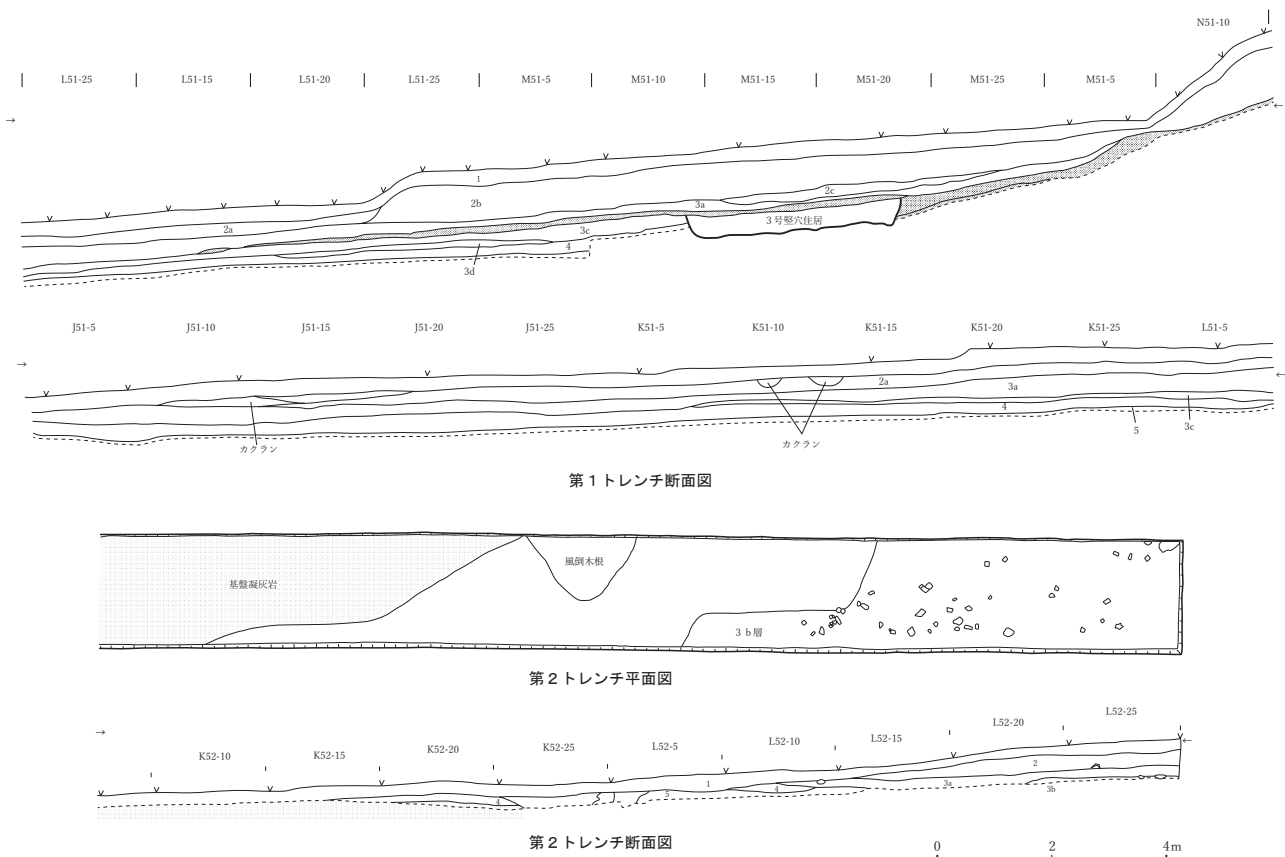 N51-10
L51-25 L51-15 L51-20 L51-25 M51-5 M51-10 M51-15 M51-20 M51-25 M51-5
→ ←
1
2b
2c
3a
2a
3号竪穴住居
3c
4
3d
J51-5 J51-10 J51-15 J51-20 J51-25 K51-5 K51-10 K51-15 K51-20 K51-25 L51-5
→ ←
2a
3a
4
5
3c
カクラン
カクラン
第1トレンチ断面図
風倒木根
基盤凝灰岩
3b層
第2トレンチ平面図
→ ←
K52-10 K52-15 K52-20 K52-25 L52-5 L52-10 L52-15 L52-20 L52-25
2
1
3a
3b
4
5
4
第2トレンチ断面図
0 2 4m